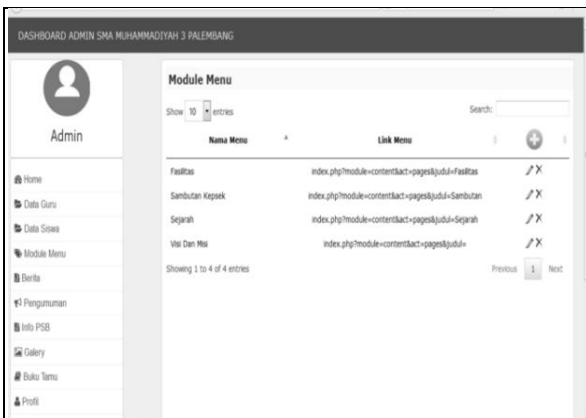 DASHBOARD ADMIN SMA MUHAMMADIYAH 3 PALEMBANG
Admin
Home
Data Guru
Data Siswa
Module Menu
Berita
Pengumuman
Info PSB
Galery
Buku Tamu
Profil
Module Menu
Show 10 entries
Search:
Nama Menu Link Menu
Fasilitas index.php?module=content&act=pages&judul=Fasilitas
Sambutan Kepsek index.php?module=content&act=pages&judul=Sambutan
Sejarah index.php?module=content&act=pages&judul=Sejarah
Visi Dan Misi index.php?module=content&act=pages&judul=
Showing 1 to 4 of 4 entries
Previous 1 Next